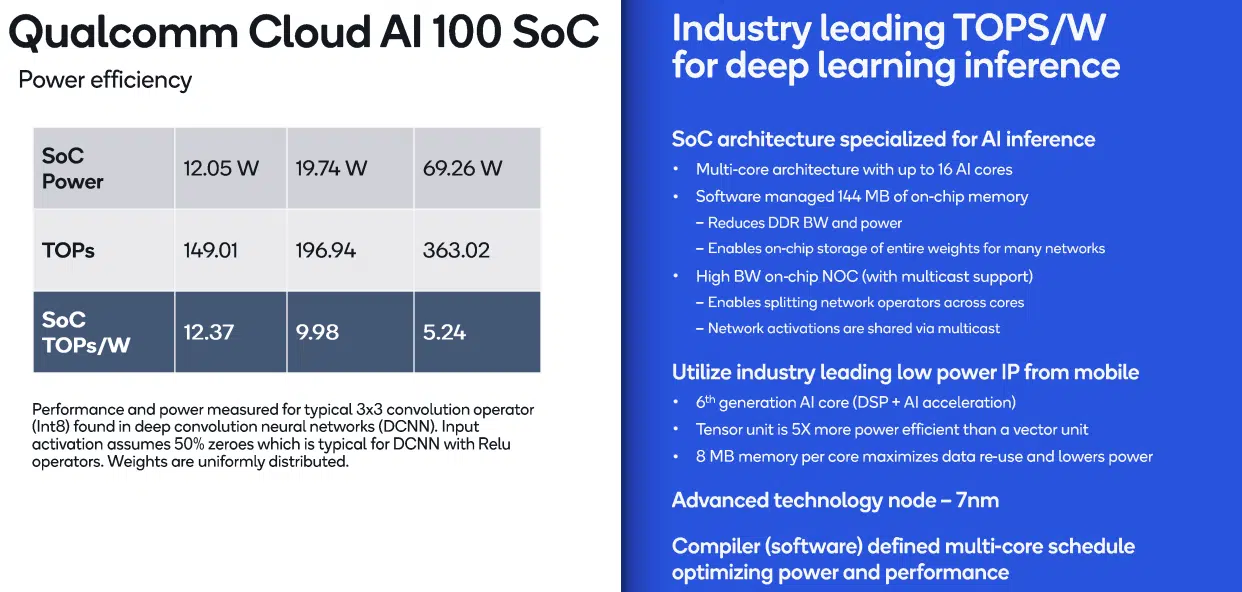 Qualcomm Cloud AI 100 SoC
Power efficiency
SoC Power 12.05 W 19.74 W 69.26 W
TOPs 149.01 196.94 363.02
SoC TOPs/W 12.37 9.98 5.24
Performance and power measured for typical 3x3 convolution operator
(Int8) found in deep convolution neural networks (DCNN). Input
activation assumes 50% zeroes which is typical for DCNN with Relu
operators. Weights are uniformly distributed.
Industry leading TOPS/W
for deep learning inference
SoC architecture specialized for AI inference
• Multi-core architecture with up to 16 AI cores
• Software managed 144 MB of on-chip memory
– Reduces DDR BW and power
– Enables on-chip storage of entire weights for many networks
• High BW on-chip NOC (with multicast support)
– Enables splitting network operators across cores
– Network activations are shared via multicast
Utilize industry leading low power IP from mobile
• 6th generation AI core (DSP + AI acceleration)
• Tensor unit is 5X more power efficient than a vector unit
• 8 MB memory per core maximizes data re-use and lowers power
Advanced technology node – 7nm
Compiler (software) defined multi-core schedule
optimizing power and performance